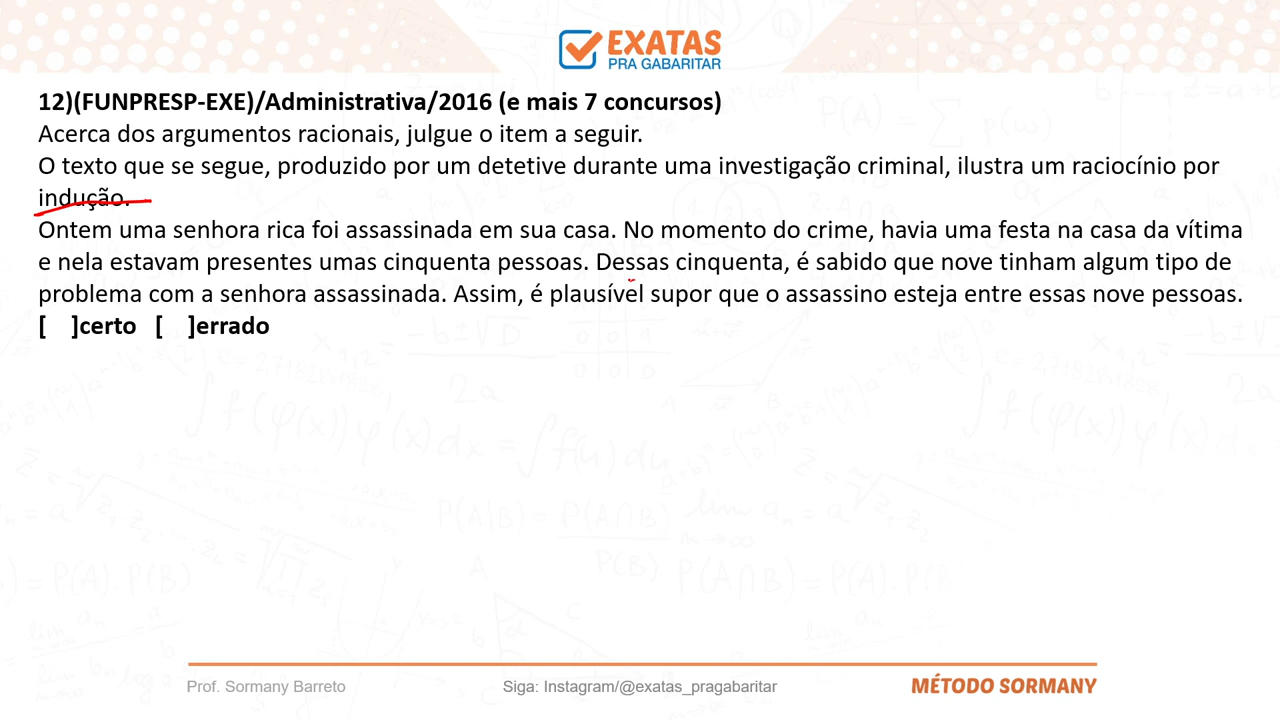 EXATAS
PRA GABARITAR
12)(FUNPRESP-EXE)/Administrativa/2016 (e mais 7 concursos)
Acerca dos argumentos racionais, julgue o item a seguir.
O texto que se segue, produzido por um detetive durante uma investigação criminal, ilustra um raciocínio por
indução.
Ontem uma senhora rica foi assassinada em sua casa. No momento do crime, havia uma festa na casa da vítima
e nela estavam presentes umas cinquenta pessoas. Dessas cinquenta, é sabido que nove tinham algum tipo de
problema com a senhora assassinada. Assim, é plausível supor que o assassino esteja entre essas nove pessoas.
[ ]certo [ ]errado
Prof. Sormany Barreto
Siga: Instagram/@exatas_pragabaritar
MÉTODO SORMANY